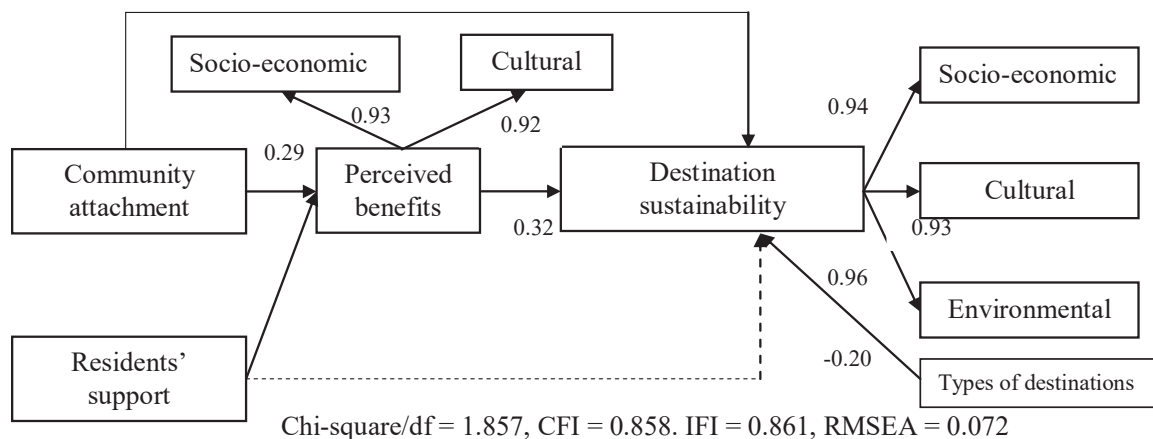 Socio-economic
Cultural
Socio-economic
0.93
0.92
0.94
0.29
Community
attachment
Perceived
benefits
Destination
sustainability
Cultural
0.32
0.93
0.96
Environmental
Residents’
support
-0.20
Types of destinations
Chi-square/df = 1.857, CFI = 0.858. IFI = 0.861, RMSEA = 0.072